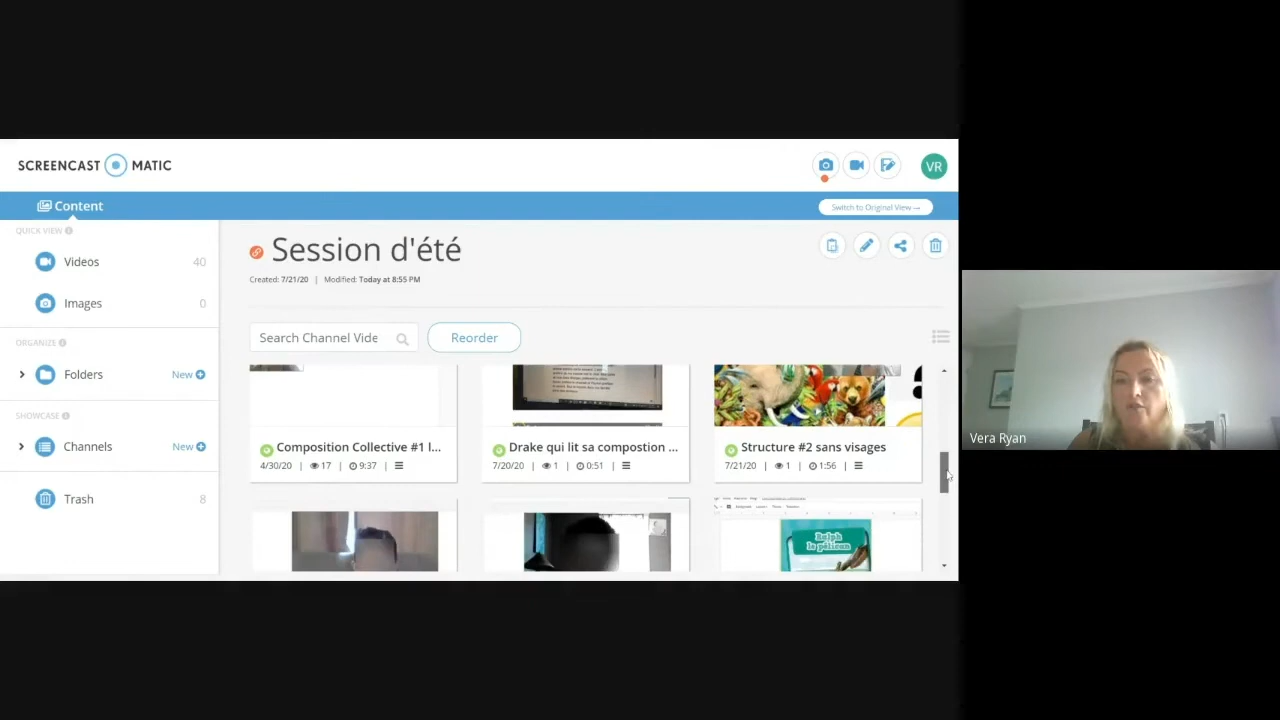 SCREENCAST MATIC
VR
Content
Switch to Original View →
QUICK VIEW
Videos 40
Images 0
ORGANIZE
Folders New
SHOWCASE
Channels New
Trash 8
Session d'été
Created: 7/21/20 | Modified: Today at 8:55 PM
Search Channel Vide
Reorder
Composition Collective #1 l...
4/30/20 | 17 | 9:37
Drake qui lit sa compostion ...
7/20/20 | 1 | 0:51
Structure #2 sans visages
7/21/20 | 1 | 1:56
Ralph
le pélican
Vera Ryan